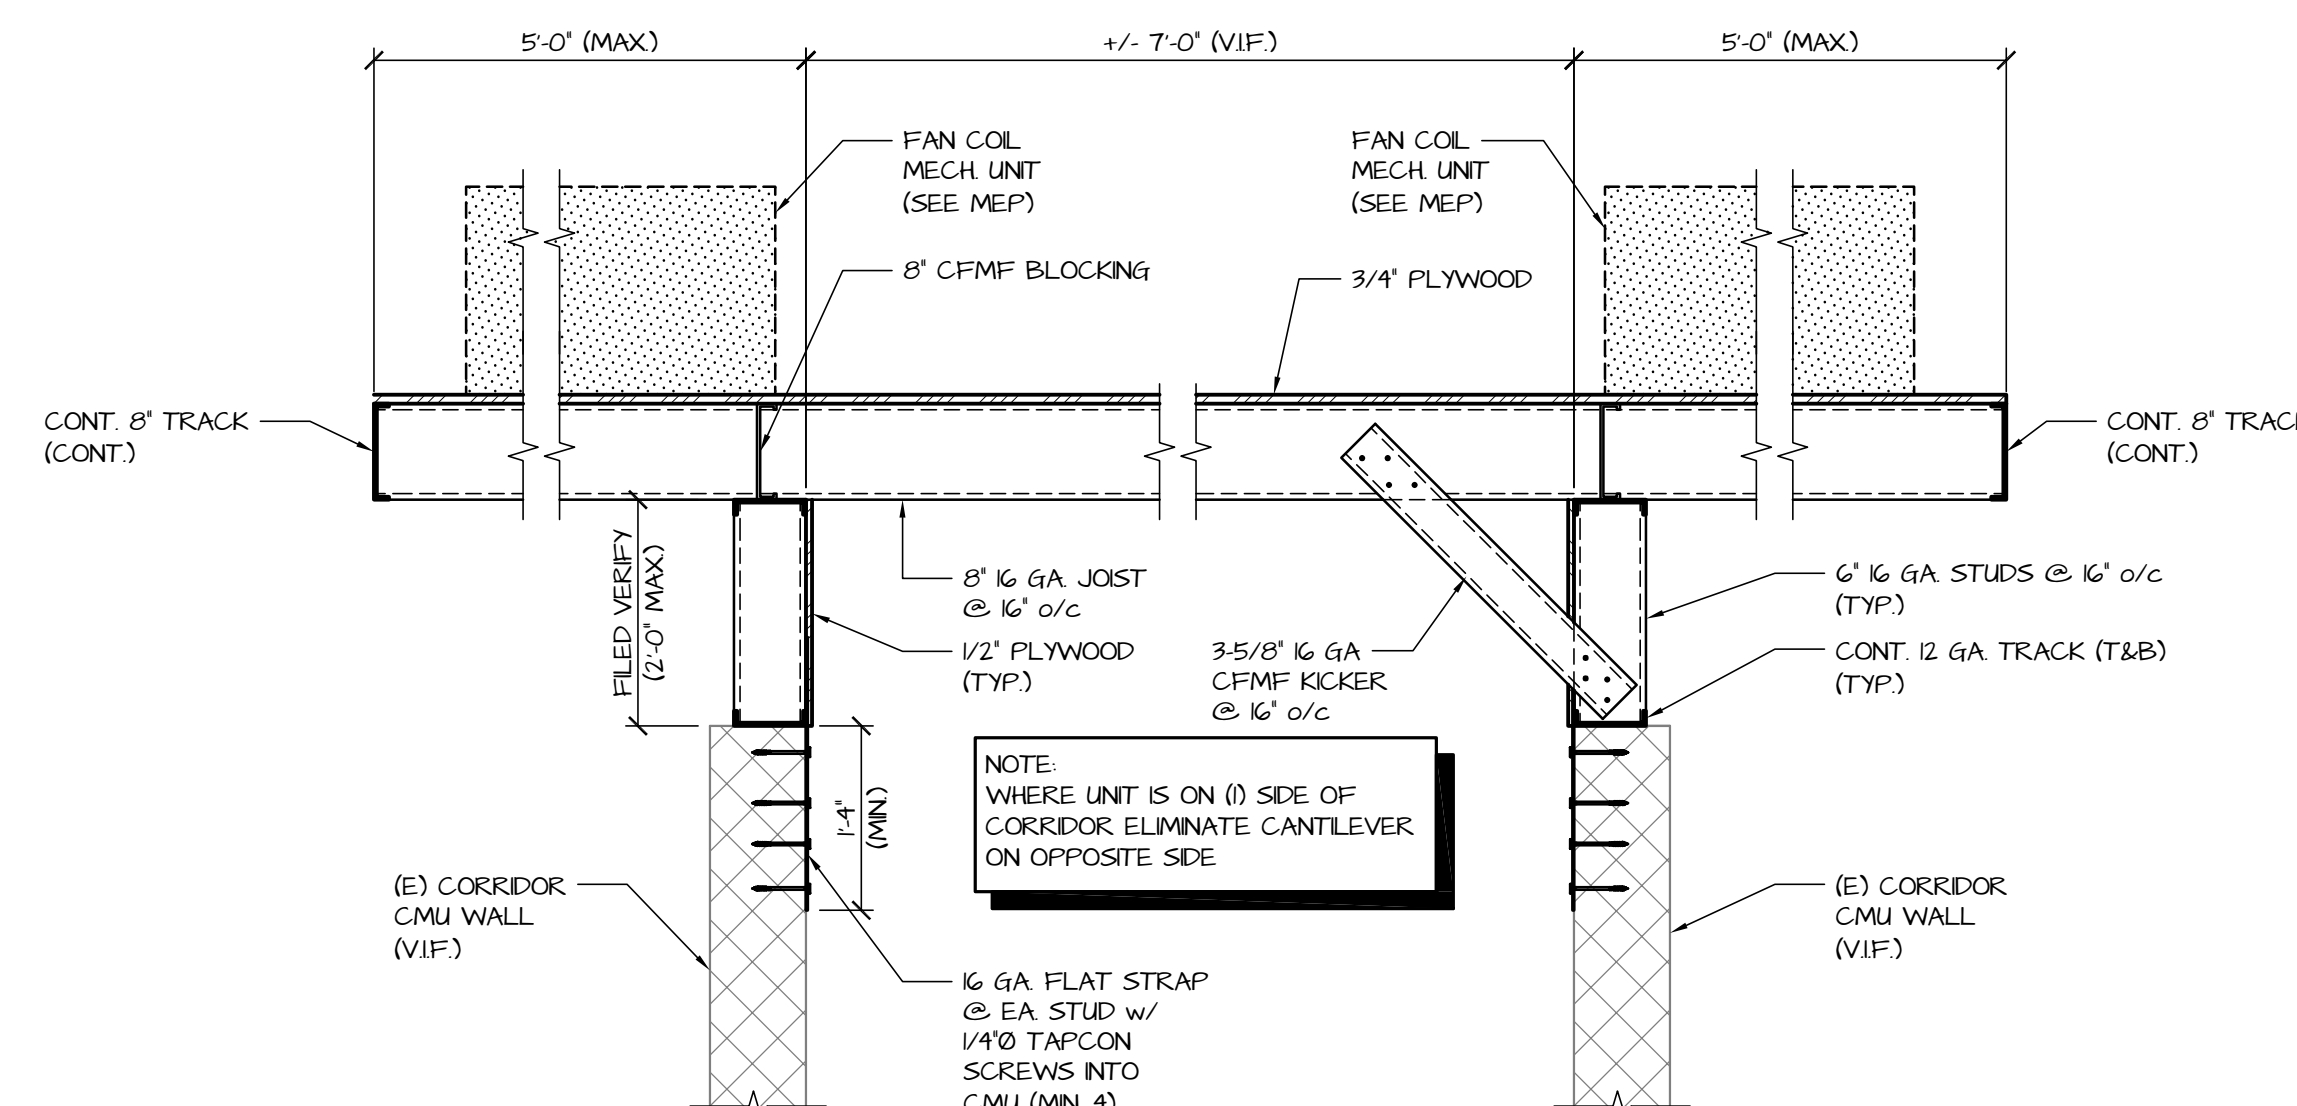 5'-0" (MAX.)
+/- 7'-0" (V.I.F.)
5'-0" (MAX.)
FAN COIL
MECH. UNIT
(SEE MEP)
FAN COIL
MECH. UNIT
(SEE MEP)
8" CFMF BLOCKING
3/4" PLYWOOD
CONT. 8" TRACK
(CONT.)
CONT. 8"
(CONT.)
FILED VERIFY
(2'-0" MAX.)
8" 16 GA. JOIST
@ 16" o/c
1/2" PLYWOOD
(TYP.)
3-5/8" 16 GA
CFMF KICKER
@ 16" o/c
6" 16 GA. STUDS @ 16" o/c
(TYP.)
CONT. 12 GA. TRACK (T&B)
(TYP.)
1'-4"
(MIN.)
NOTE:
WHERE UNIT IS ON (1) SIDE OF
CORRIDOR ELIMINATE CANTILEVER
ON OPPOSITE SIDE
(E) CORRIDOR
CMU WALL
(V.I.F.)
(E) CORRIDOR
CMU WALL
(V.I.F.)
16 GA. FLAT STRAP
@ EA. STUD w/
1/4"Ø TAPCON
SCREWS INTO
CMU (MIN. 4)